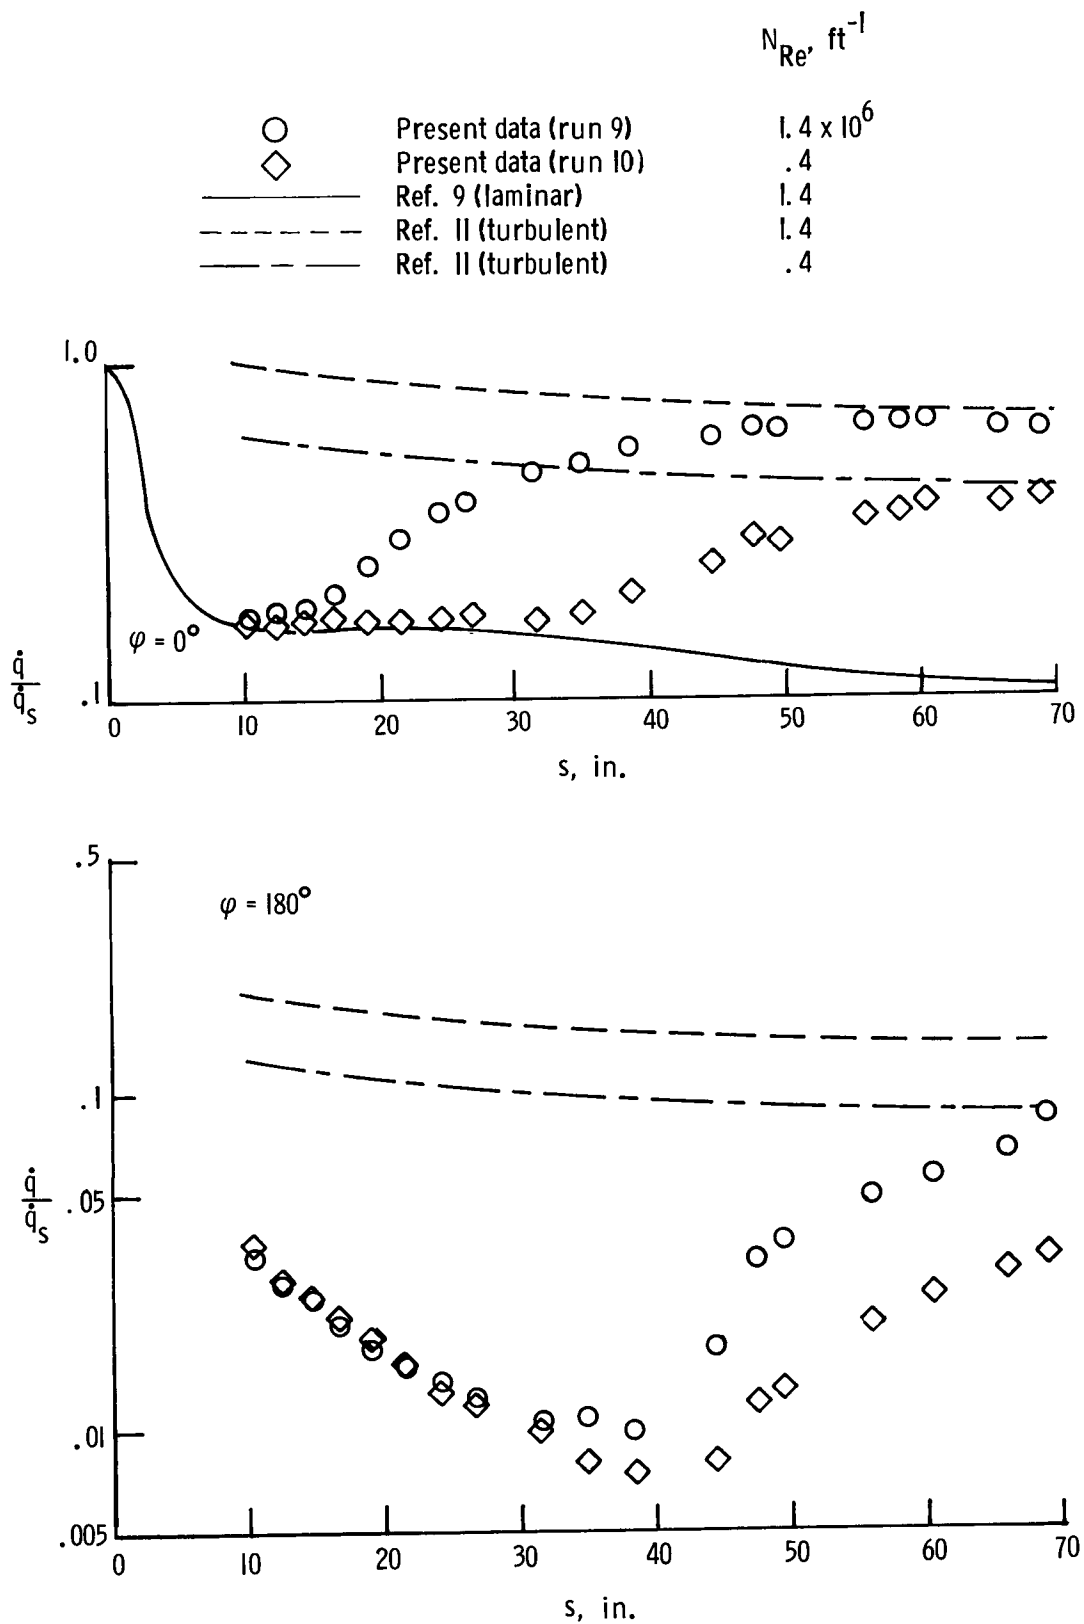 N_Re, ft^-1
Present data (run 9) 1.4 x 10^6
Present data (run 10) .4
Ref. 9 (laminar) 1.4
Ref. 11 (turbulent) 1.4
Ref. 11 (turbulent) .4
1.0
φ = 0°
q̇
q̇_s
.1
0 10 20 30 40 50 60 70
s, in.
.5
φ = 180°
.1
q̇
q̇_s
.05
.01
.005
0 10 20 30 40 50 60 70
s, in.